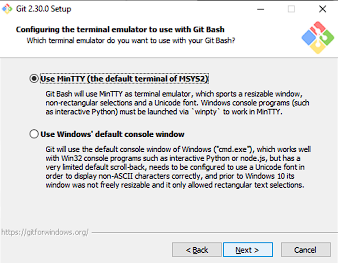 Git 2.30.0 Setup
Configuring the terminal emulator to use with Git Bash
Which terminal emulator do you want to use with your Git Bash?
Use MinTTY (the default terminal of MSYS2)
Git Bash will use MinTTY as terminal emulator, which sports a resizable window,
non-rectangular selections and a Unicode font. Windows console programs (such
as interactive Python) must be launched via `winpty` to work in MinTTY.
Use Windows' default console window
Git will use the default console window of Windows ("cmd.exe"), which works well
with Win32 console programs such as interactive Python or node.js, but has a
very limited default scroll-back, needs to be configured to use a Unicode font in
order to display non-ASCII characters correctly, and prior to Windows 10 its
window was not freely resizable and it only allowed rectangular text selections.
https://gitforwindows.org/
< Back
Next >
Cancel